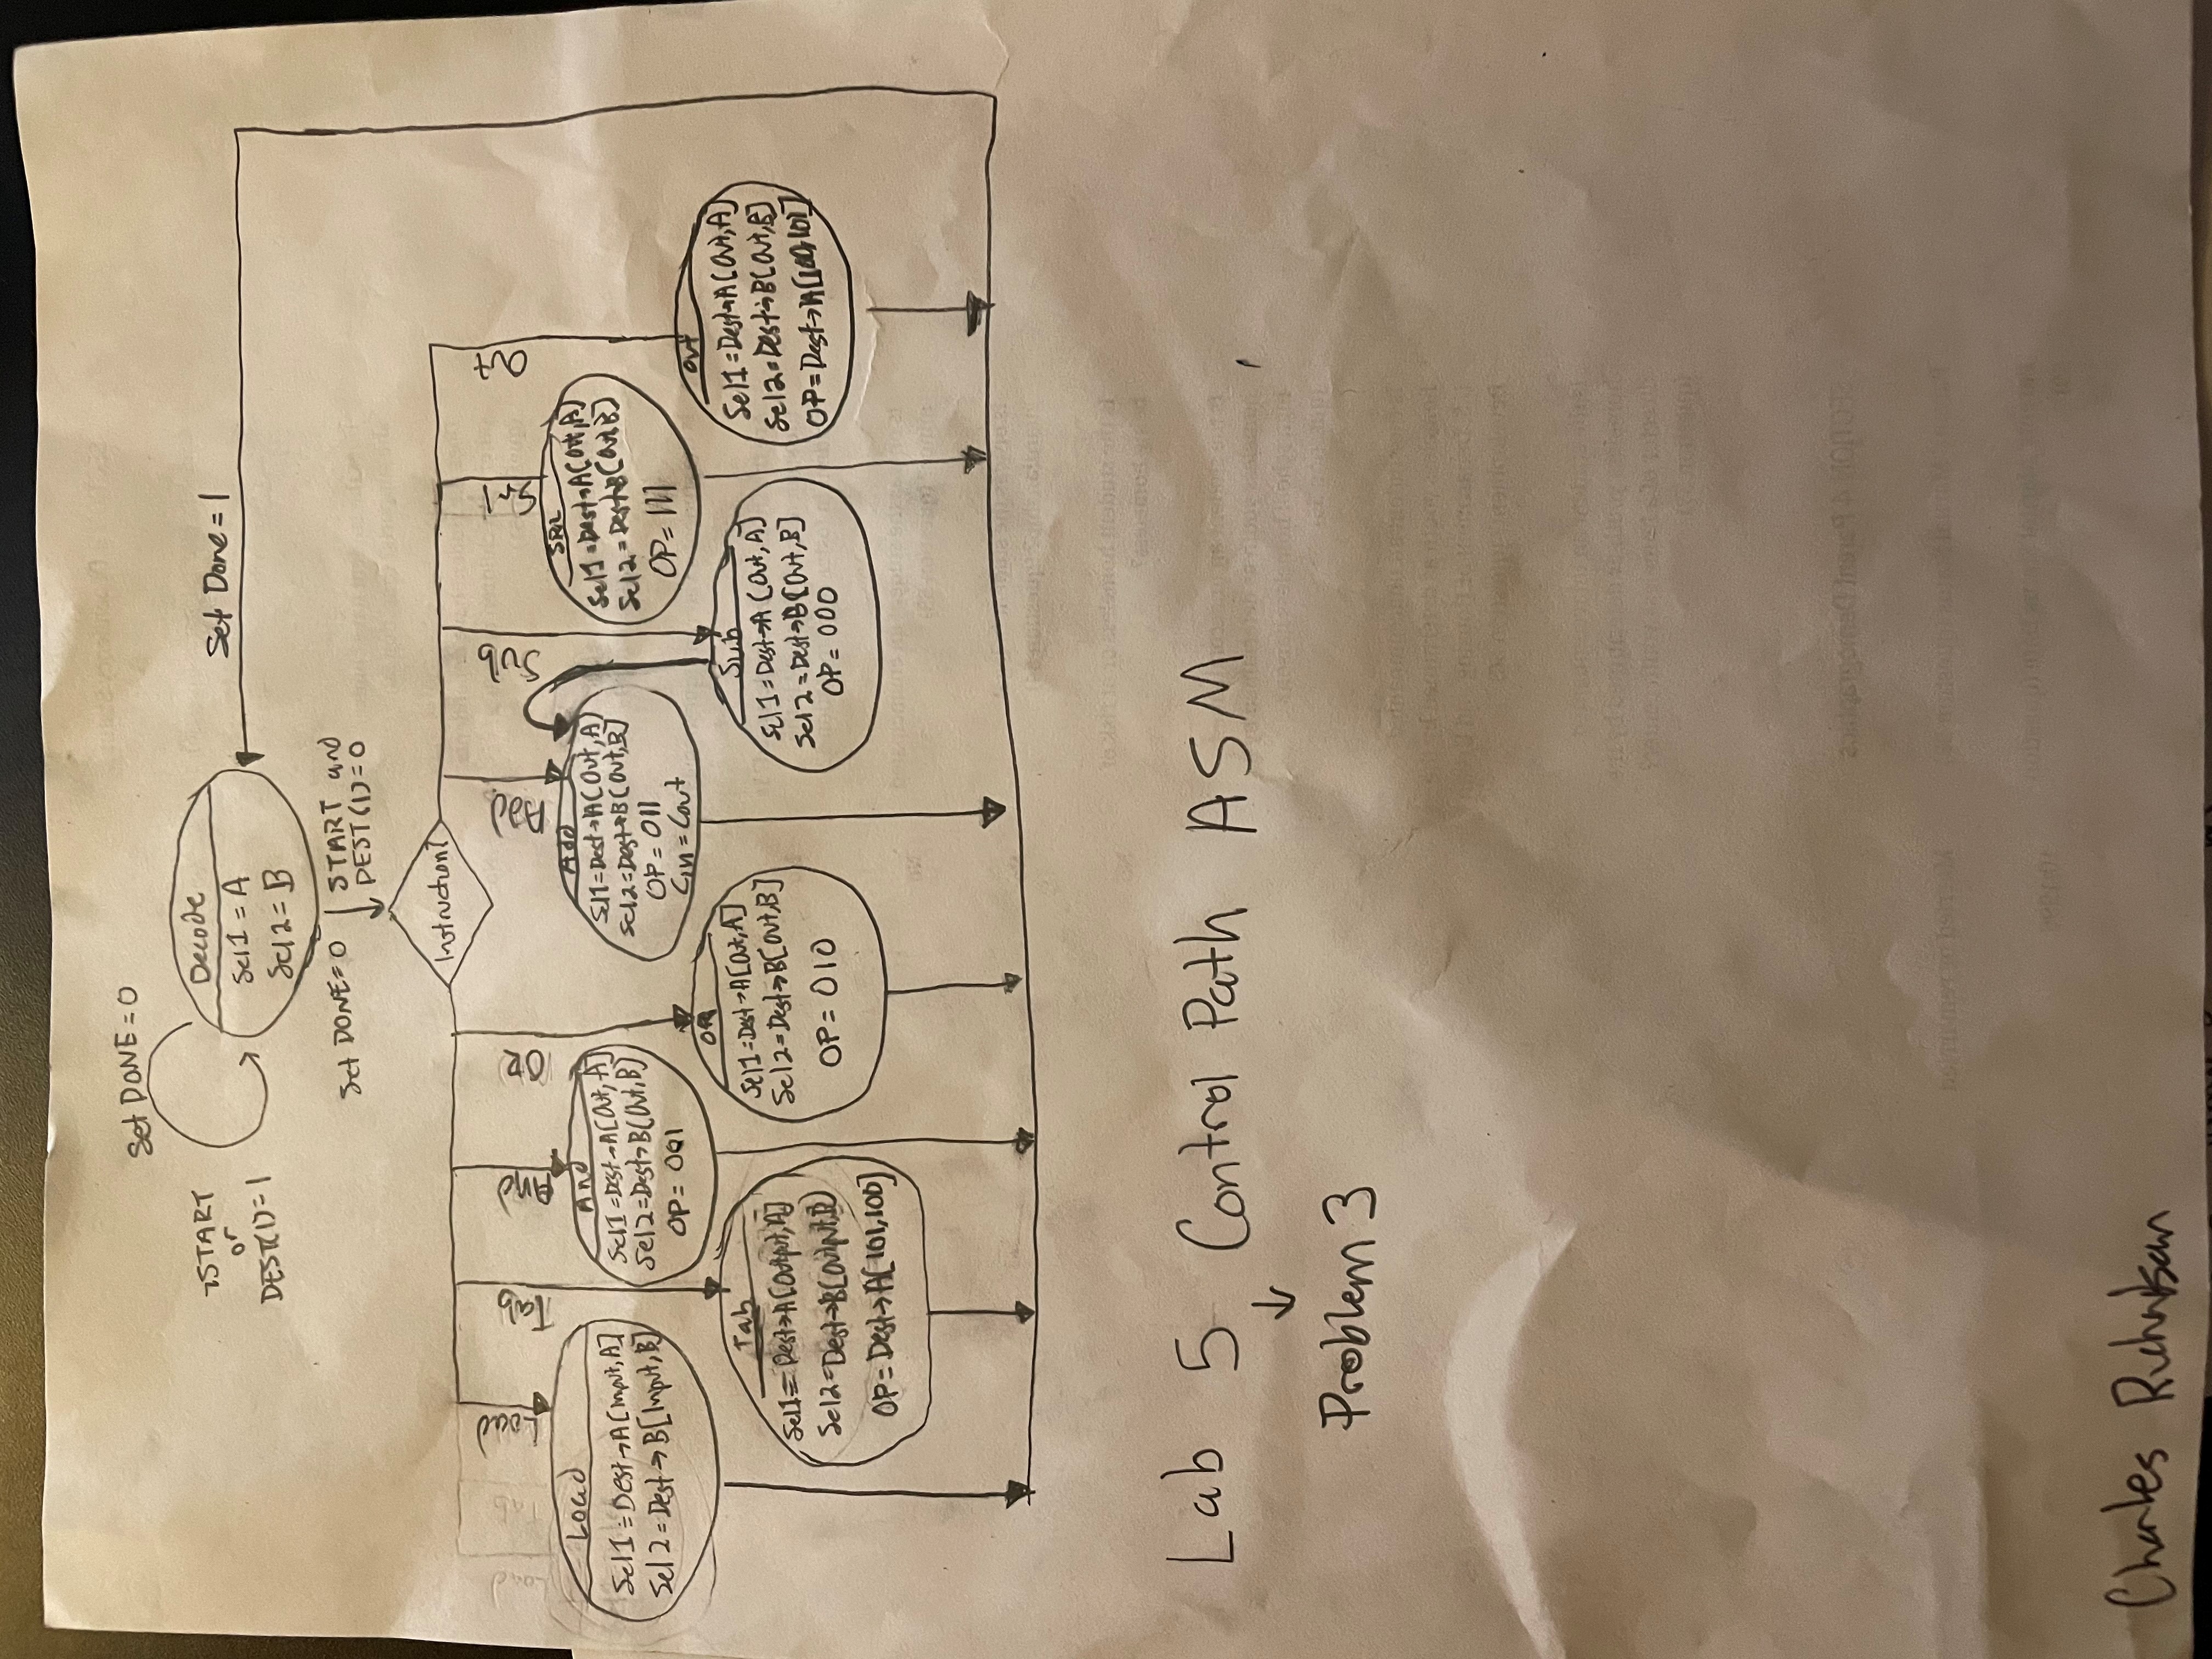 Set DONE = 0
¬START
or
DEST(1) = 1
Decode
Sel1 = A
Sel2 = B
Set Done = 1
Set DONE = 0
START and
DEST(1) = 0
Instruction?
Load
Tab
And
OR
Add
Sub
Srl
Out
Load
Sel1 = Dest→A[Input,A]
Sel2 = Dest→B[Input,B]
Tab
Sel1 = Dest→A[Output,A]
Sel2 = Dest→B[Output,B]
OP = Dest→A[101,100]
And
Sel1 = Dest→A[Out,A]
Sel2 = Dest→B[Out,B]
OP = 001
OR
Sel1 = Dest→A[Out,A]
Sel2 = Dest→B[Out,B]
OP = 010
Add
Sel1 = Dest→A[Out,A]
Sel2 = Dest→B[Out,B]
OP = 011
Cin = Cout
Sub
Sel1 = Dest→A[Out,A]
Sel2 = Dest→B[Out,B]
OP = 000
SRL
Sel1 = Dest→A[Out,A]
Sel2 = Dest→B[Out,B]
OP = 111
Out
Sel1 = Dest→A[Out,A]
Sel2 = Dest→B[Out,B]
OP = Dest→A[100,101]
Lab 5 Control Path ASM
↓
Problem 3
Charles Richardson